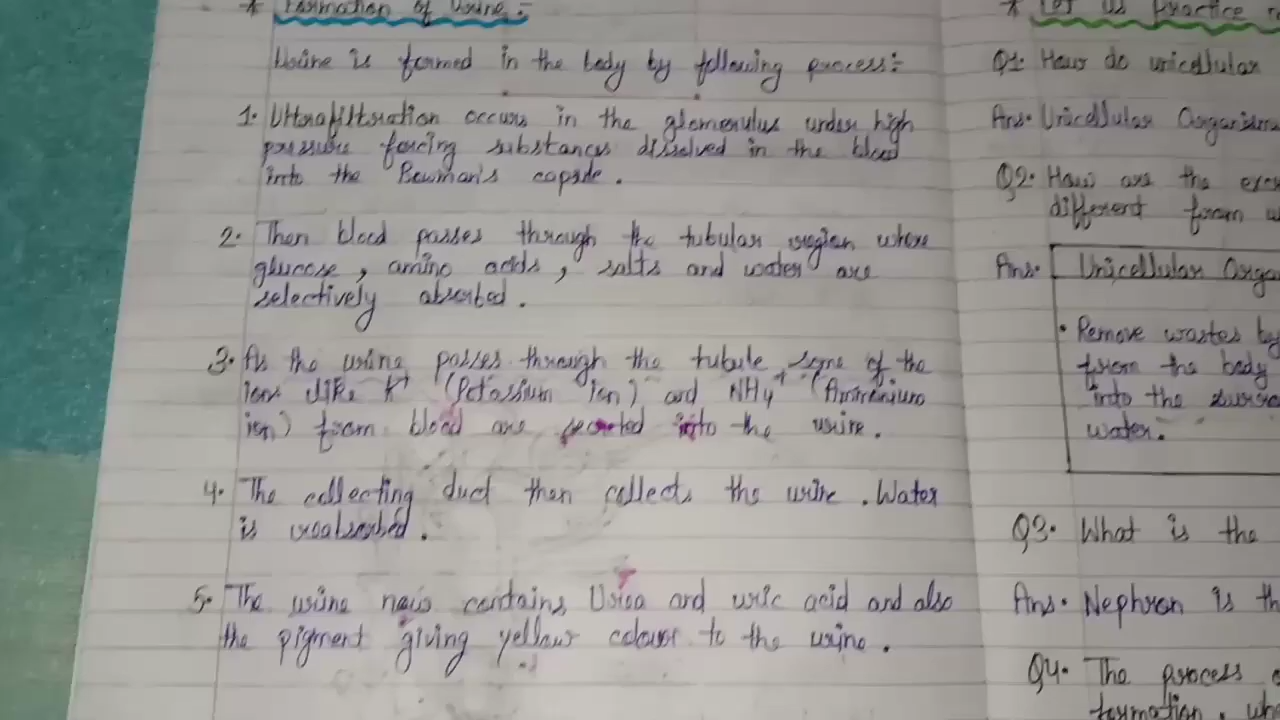 * Formation of Urine :-
Urine is formed in the body by following process:-
1. Ultrafiltration occurs in the glomerulus under high
pressure forcing substances dissolved in the blood
into the Bowman's capsule.
2. Then blood passes through the tubular region where
glucose, amino acids, salts and water are
selectively absorbed.
3. As the urine passes through the tubule some of the
ions like K+ (Potassium ion) and NH4+ (Ammonium
ion) from blood are secreted into the urine.
4. The collecting duct then collects the urine. Water
is reabsorbed.
5. The urine now contains Urea and uric acid and also
the pigment giving yellow colour to the urine.
* Let Us Practice
Q1. How do unicellular
Ans. Unicellular Organisms
Q2. How are the
different from
Ans. Unicellular
• Remove wastes by
from the body
into the
water.
Q3. What is the
Ans. Nephron is
Q4. The process
formation,